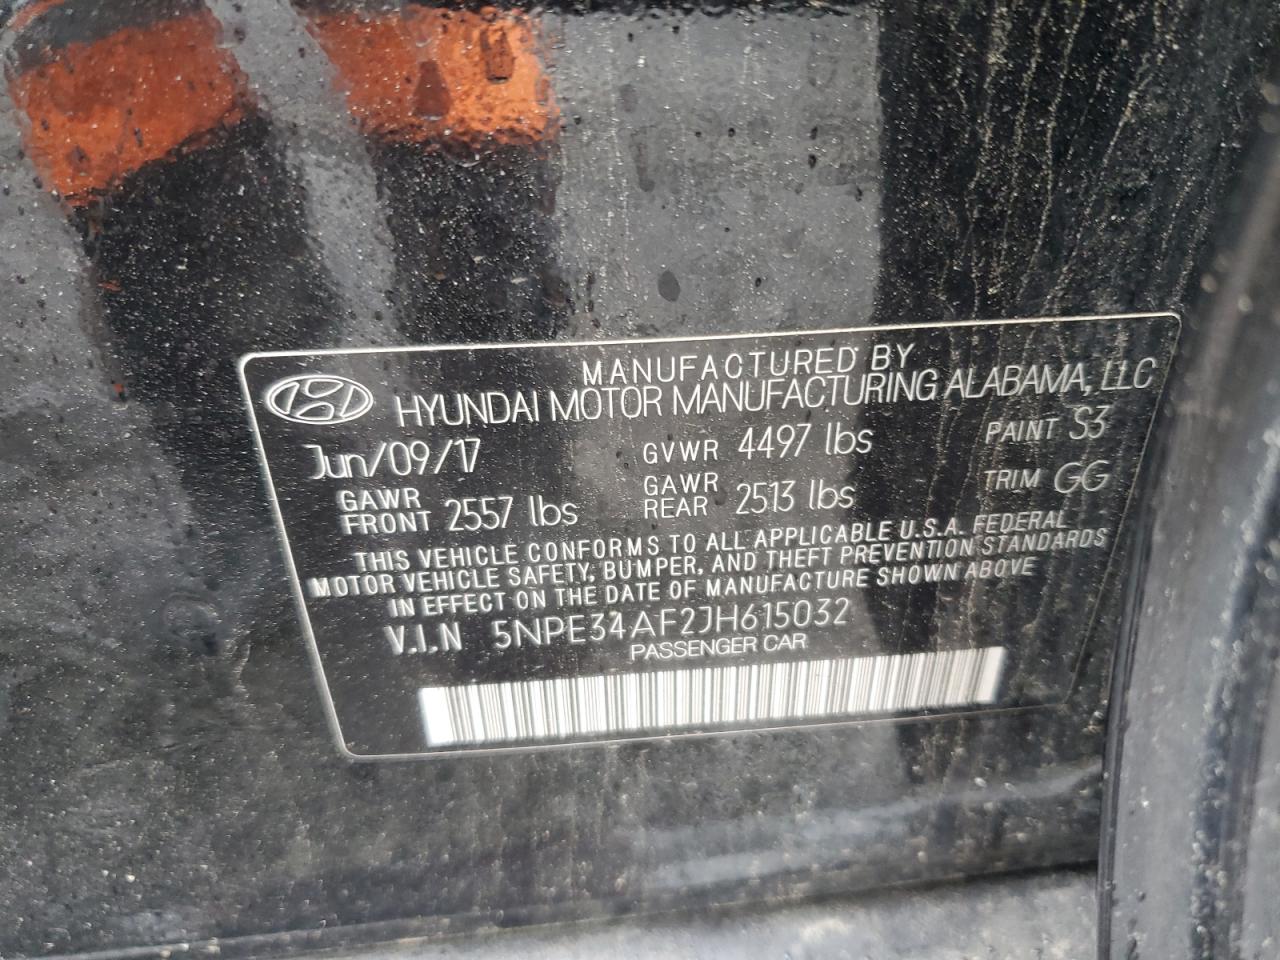 MANUFACTURED BY
HYUNDAI MOTOR MANUFACTURING ALABAMA, LLC
Jun/09/17 GVWR 4497 lbs PAINT S3
GAWR FRONT 2557 lbs GAWR REAR 2513 lbs TRIM GG
THIS VEHICLE CONFORMS TO ALL APPLICABLE U.S.A. FEDERAL
MOTOR VEHICLE SAFETY, BUMPER, AND THEFT PREVENTION STANDARDS
IN EFFECT ON THE DATE OF MANUFACTURE SHOWN ABOVE
V.I.N 5NPE34AF2JH615032
PASSENGER CAR